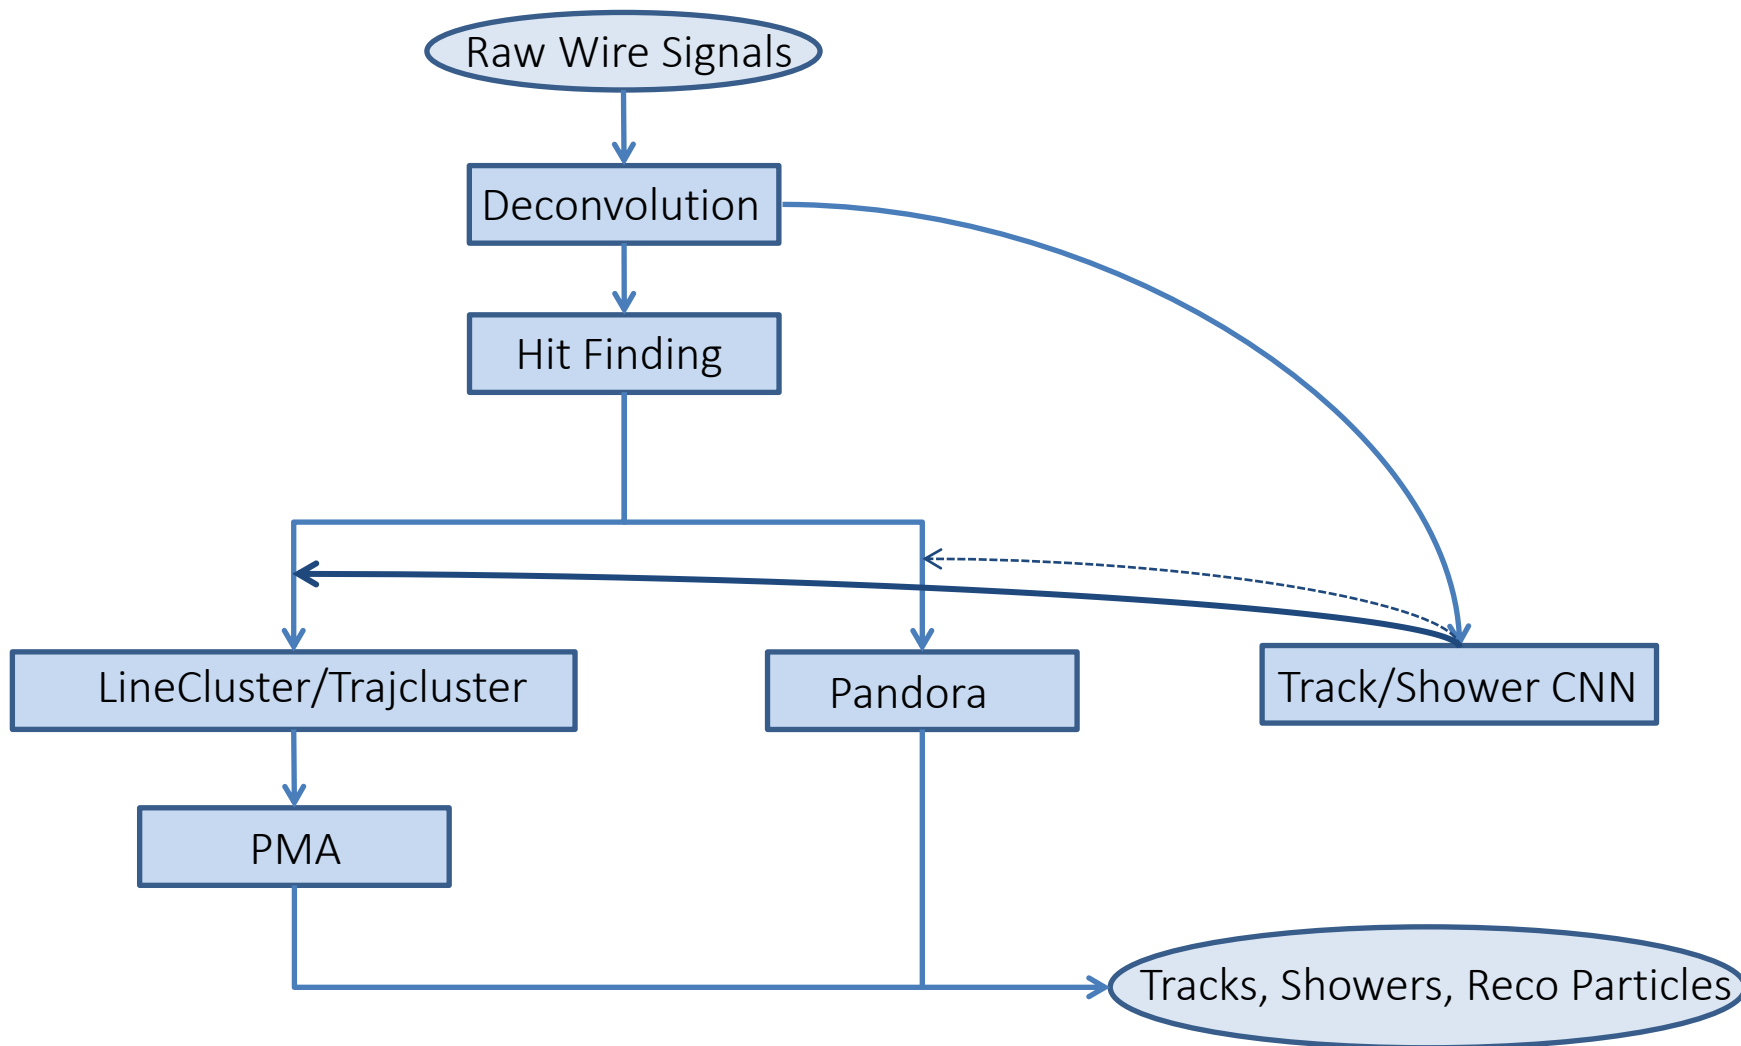 Raw Wire Signals
Deconvolution
Hit Finding
LineCluster/Trajcluster
Pandora
Track/Shower CNN
PMA
Tracks, Showers, Reco Particles